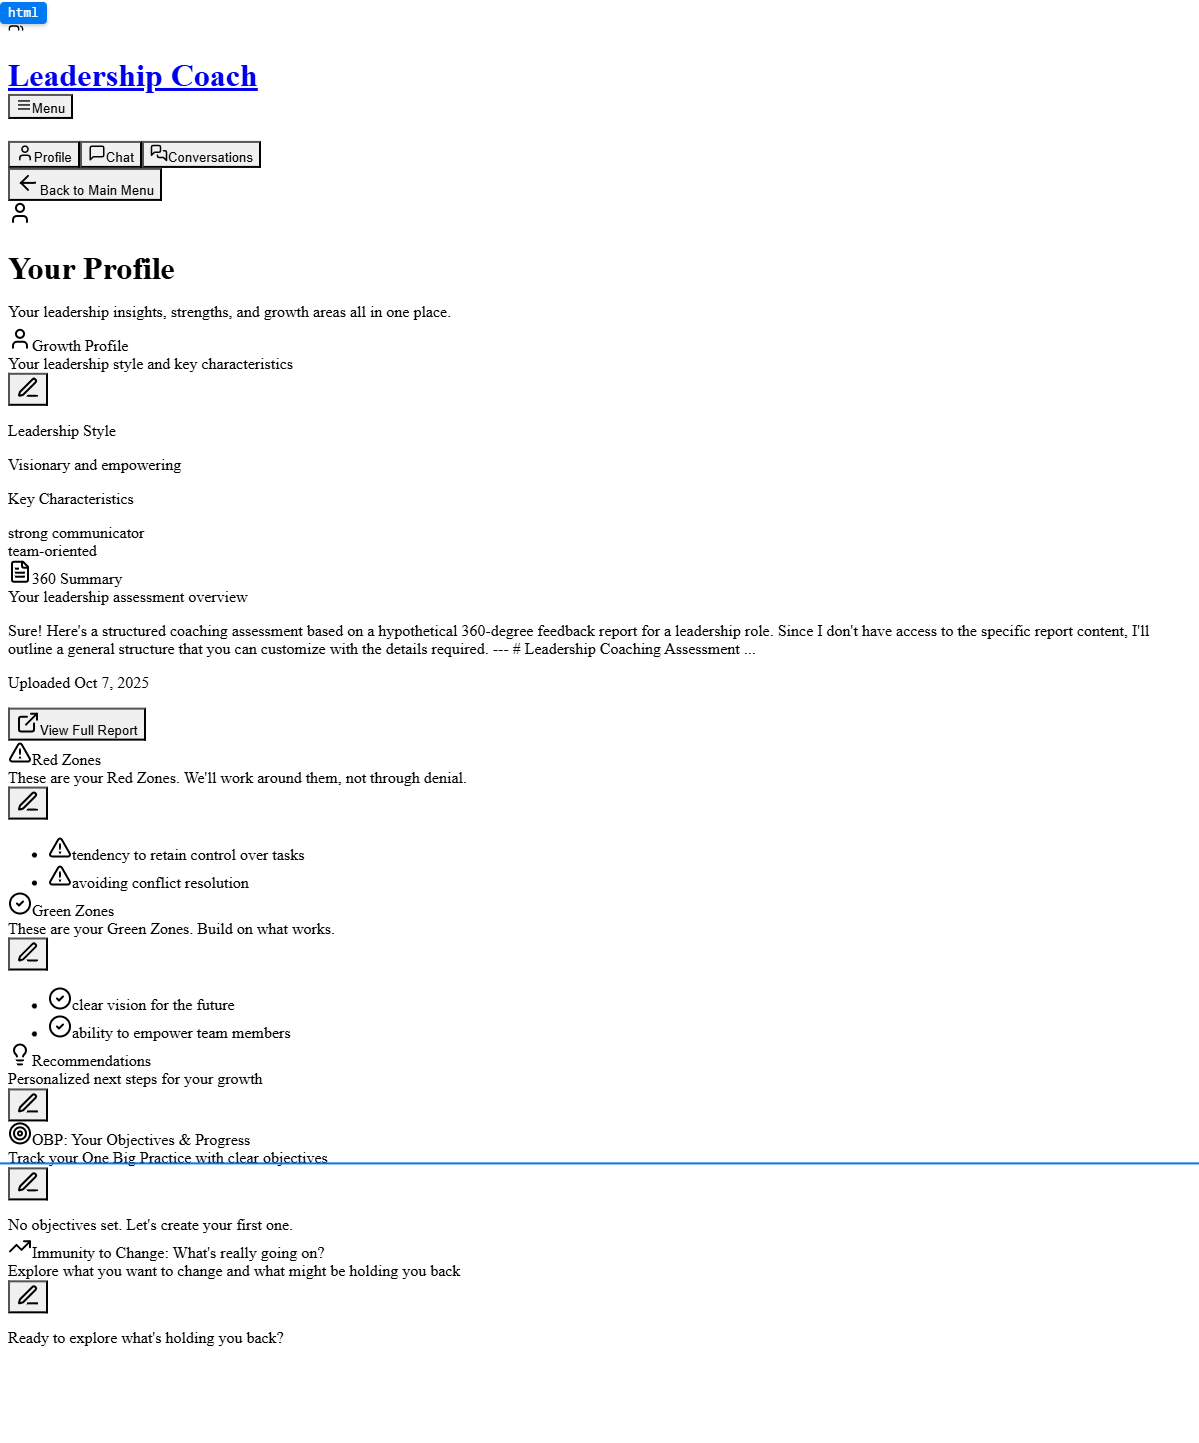 html
Leadership Coach
Menu
Profile Chat Conversations
Back to Main Menu
Your Profile
Your leadership insights, strengths, and growth areas all in one place.
Growth Profile
Your leadership style and key characteristics
Leadership Style
Visionary and empowering
Key Characteristics
strong communicator
team-oriented
360 Summary
Your leadership assessment overview
Sure! Here's a structured coaching assessment based on a hypothetical 360-degree feedback report for a leadership role. Since I don't have access to the specific report content, I'll
outline a general structure that you can customize with the details required. --- # Leadership Coaching Assessment ...
Uploaded Oct 7, 2025
View Full Report
Red Zones
These are your Red Zones. We'll work around them, not through denial.
tendency to retain control over tasks
avoiding conflict resolution
Green Zones
These are your Green Zones. Build on what works.
clear vision for the future
ability to empower team members
Recommendations
Personalized next steps for your growth
OBP: Your Objectives & Progress
Track your One Big Practice with clear objectives
No objectives set. Let's create your first one.
Immunity to Change: What's really going on?
Explore what you want to change and what might be holding you back
Ready to explore what's holding you back?